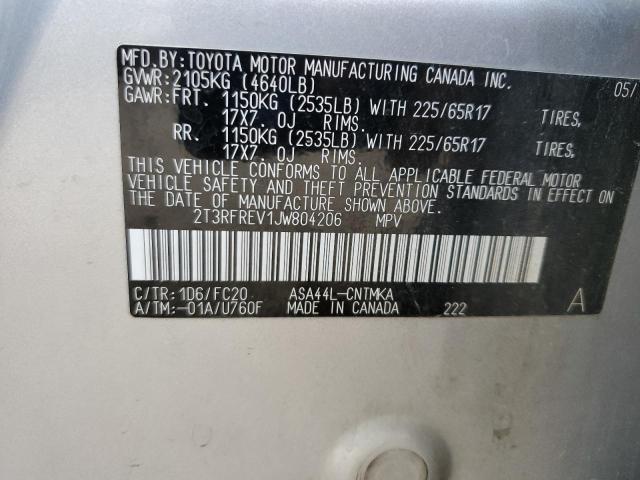 MFD.BY:TOYOTA MOTOR MANUFACTURING CANADA INC.
GVWR:2105KG (4640LB) 05/
GAWR:FRT. 1150KG (2535LB) WITH 225/65R17 TIRES,
17X7.0J RIMS.
RR. 1150KG (2535LB) WITH 225/65R17 TIRES,
17X7.0J RIMS.
THIS VEHICLE CONFORMS TO ALL APPLICABLE FEDERAL MOTOR
VEHICLE SAFETY AND THEFT PREVENTION STANDARDS IN EFFECT ON
THE DATE OF MANUFACTURE SHOWN ABOVE.
2T3RFREV1JW804206 MPV
C/TR:1D6/FC20. ASA44L-CNTMKA
A/TM:-01A/U760F MADE IN CANADA 222 A